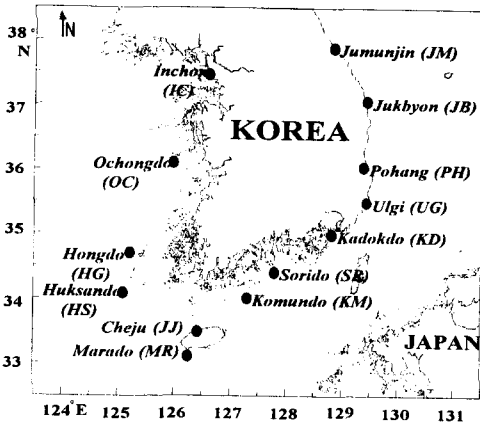 38°
N
N
Jumunjin (JM)
Inchon
(IC)
37
Jukbyon (JB)
KOREA
36
Ochongdo
(OC)
Pohang (PH)
Ulgi (UG)
35
Kadokdo (KD)
Hongdo
(HG)
Sorido (SR)
34
Huksando
(HS)
Komundo (KM)
Cheju (JJ)
JAPAN
33
Marado (MR)
124°E 125 126 127 128 129 130 131